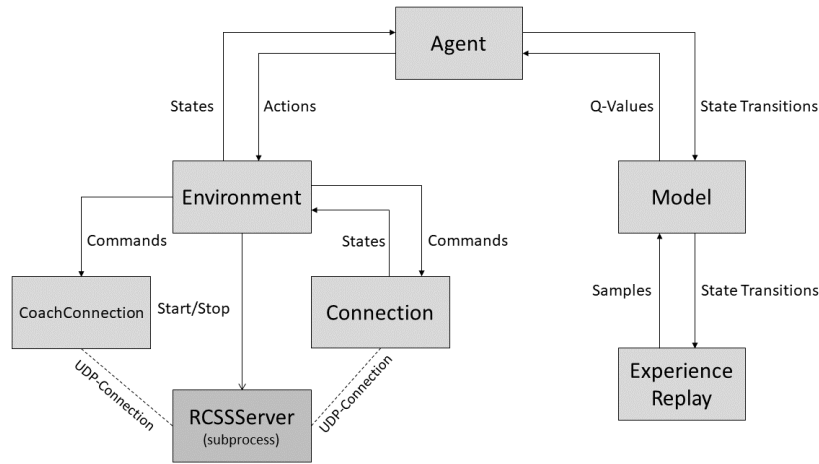 Agent
States
Actions
Q-Values
State Transitions
Environment
Model
Commands
States
Commands
CoachConnection
Start/Stop
Connection
Samples
State Transitions
UDP-Connection
UDP-Connection
RCSSServer
(subprocess)
Experience
Replay